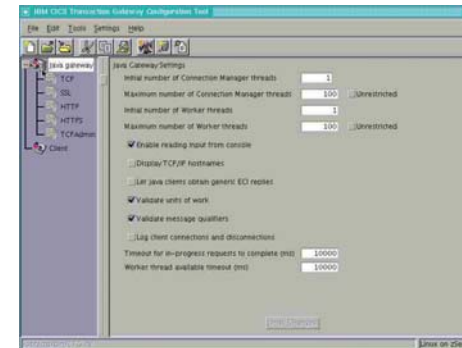 IBM CICS Transaction Gateway Configuration Tool
File Edit Tools Settings Help
Java gateway
TCP
SSL
HTTP
HTTPS
TCPAdmin
Client
Java Gateway Settings
Initial number of Connection Manager threads 1
Maximum number of Connection Manager threads 100 Unrestricted
Initial number of Worker threads 1
Maximum number of Worker threads 100 Unrestricted
Enable reading input from console
Display TCP/IP hostnames
Let java clients obtain generic ECI replies
Validate units of work
Validate message qualifiers
Log client connections and disconnections
Timeout for in-progress requests to complete (ms) 10000
Worker thread available timeout (ms) 10000
Undo Changes
Linux on zSe